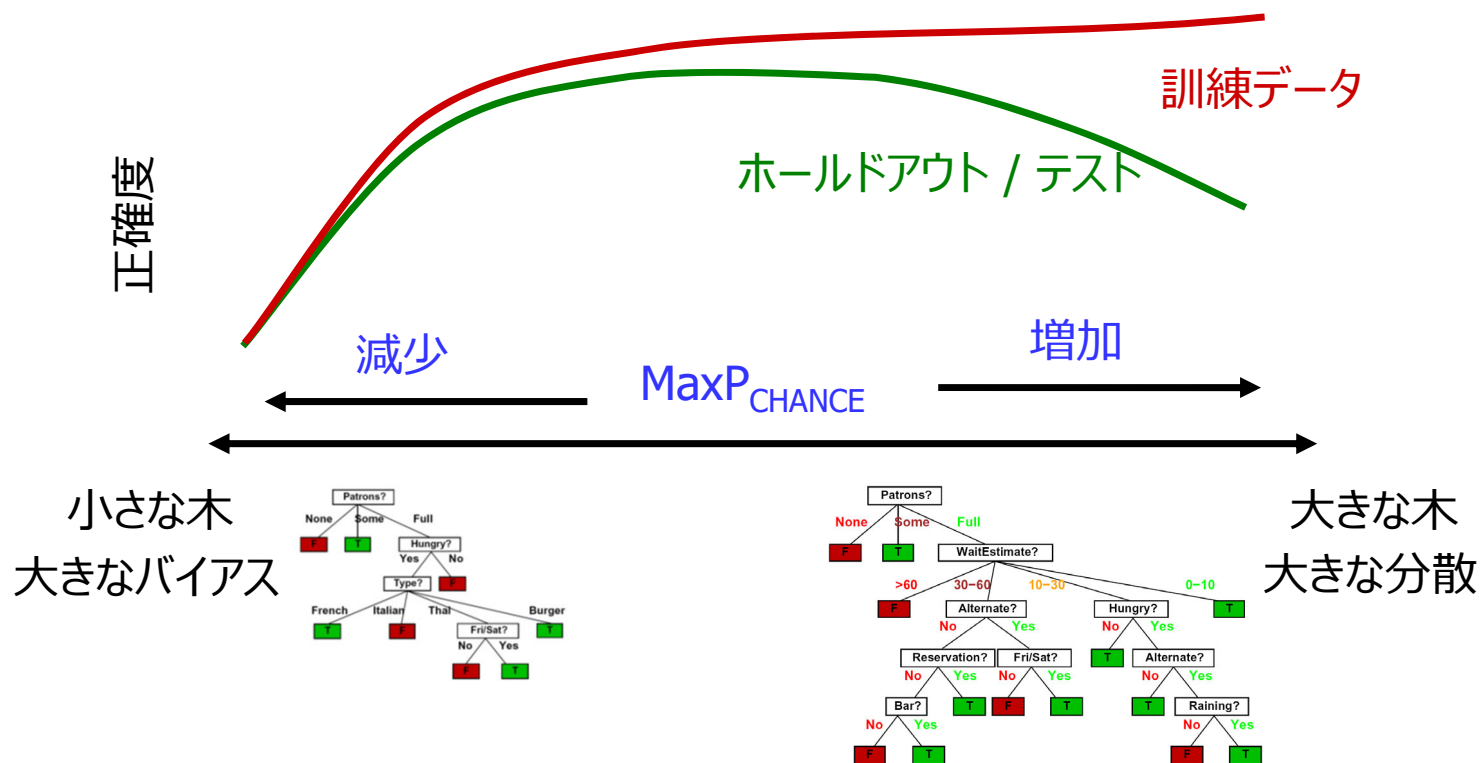 訓練データ
ホールドアウト / テスト
正確度
減少
増加
MaxP CHANCE
小さな木
大きなバイアス
大きな木
大きな分散
Patrons?
None Some Full
F T
Hungry?
Yes No
Type? F
French Italian Thai Burger
T F Fri/Sat? T
No Yes
F T
Patrons?
None Some Full
F T WaitEstimate?
>60 30−60 10−30 0−10
F Alternate? Hungry? T
No Yes No Yes
Reservation? Fri/Sat? T Alternate?
No Yes No Yes No Yes
Bar? T F T T Raining?
No Yes No Yes
F T F T